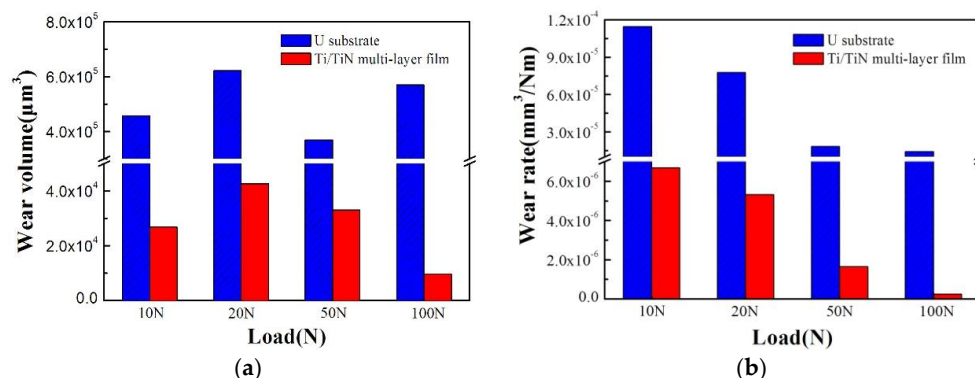 8.0x10⁵
6.0x10⁵
4.0x10⁵
4.0x10⁴
2.0x10⁴
0.0
Wear volume(μm³)
U substrate
Ti/TiN multi-layer film
10N 20N 50N 100N
Load(N)
(a)
1.2x10⁻⁴
9.0x10⁻⁵
6.0x10⁻⁵
3.0x10⁻⁵
6.0x10⁻⁶
4.0x10⁻⁶
2.0x10⁻⁶
0.0
Wear rate(mm³/Nm)
U substrate
Ti/TiN multi-layer film
10N 20N 50N 100N
Load(N)
(b)